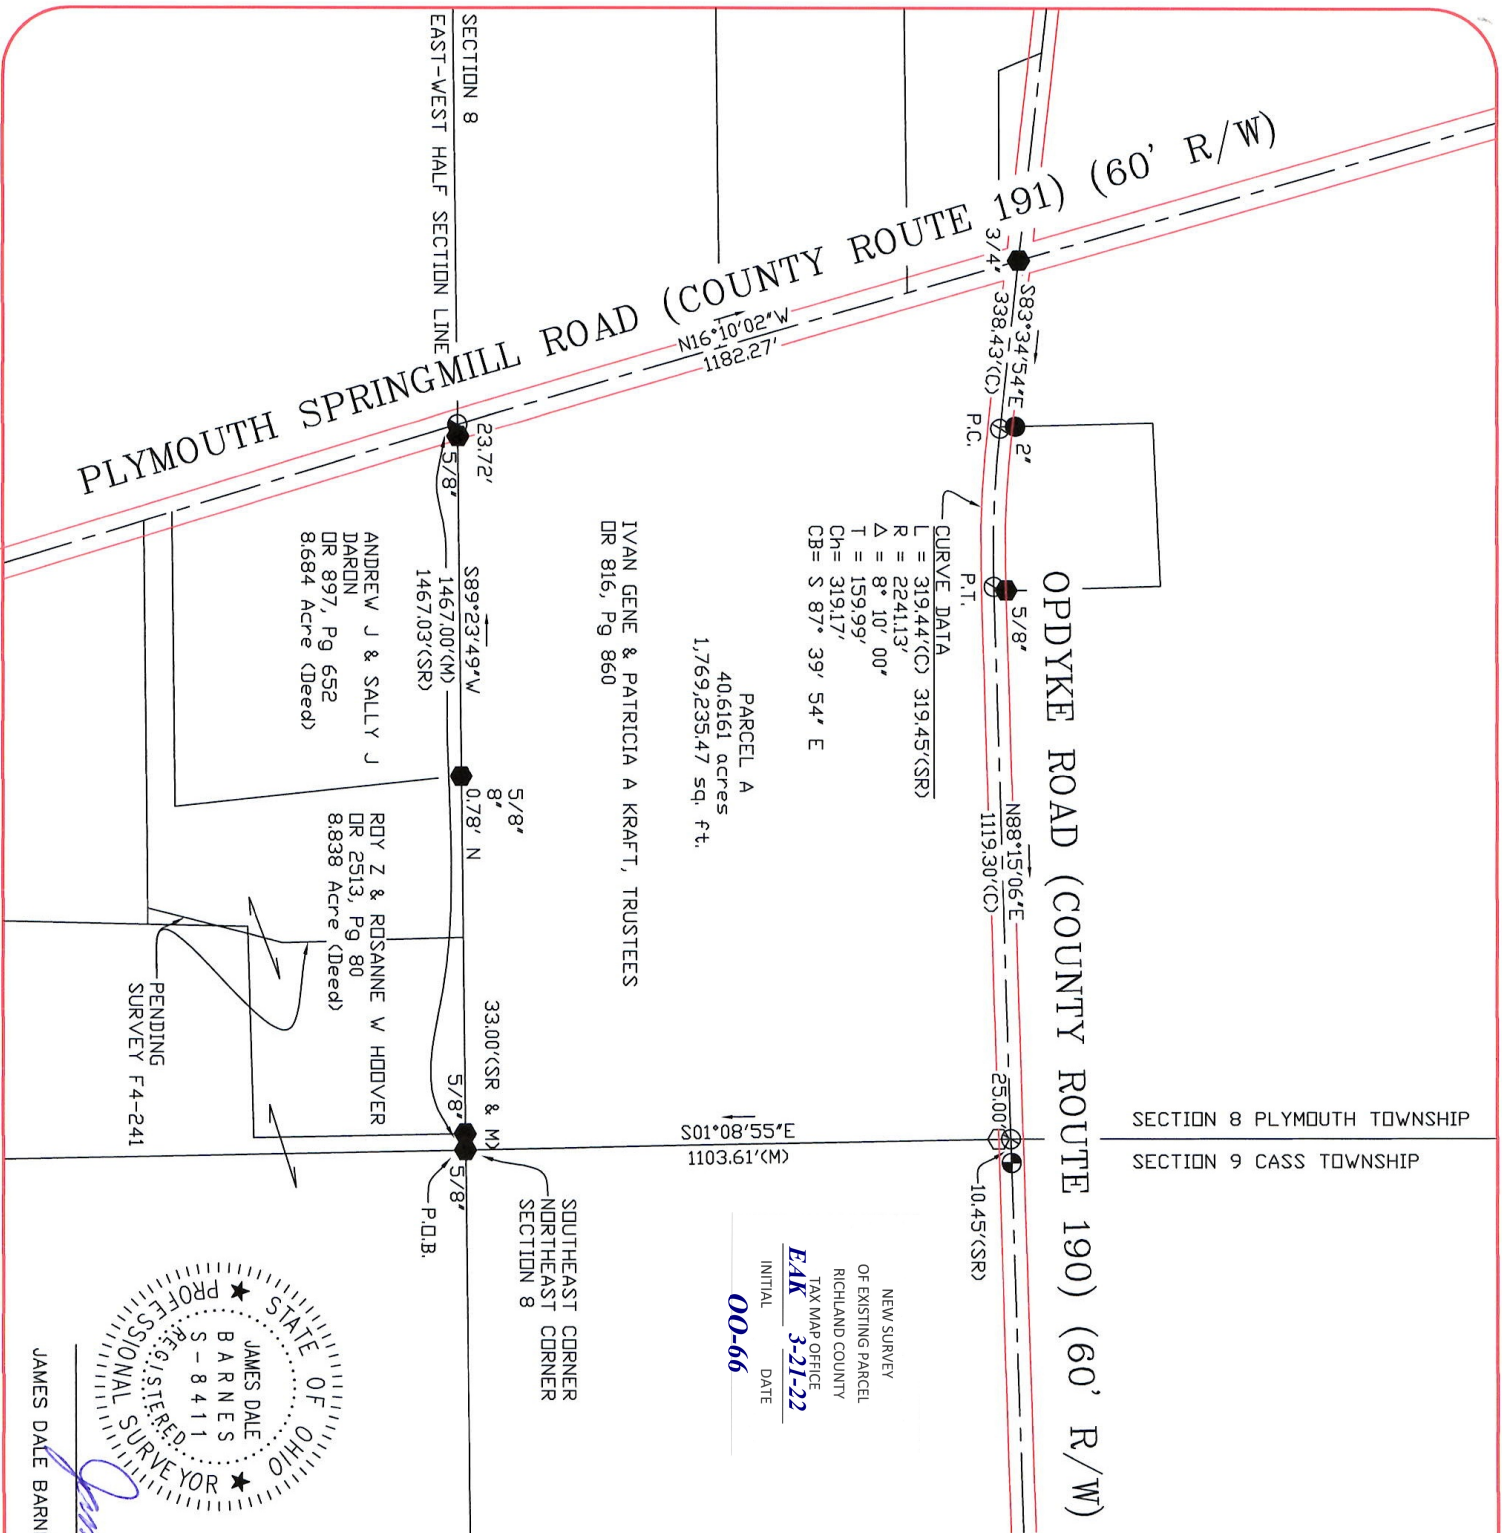 SECTION 8
EAST-WEST HALF SECTION LINE
PLYMOUTH SPRINGMILL ROAD (COUNTY ROUTE 191) (60' R/W)
N16°10'02"W
1182.27'
3/4"
S83°34'54"E
338.43'(C)
P.C.
2"
P.T.
5/8"
OPDYKE ROAD (COUNTY ROUTE 190) (60' R/W)
N88°15'06"E
1119.30'(C)
CURVE DATA
L = 319.44'(C) 319.45'(SR)
R = 2241.13'
Δ = 8° 10' 00"
T = 159.99'
Ch= 319.17'
CB= S 87° 39' 54" E
PARCEL A
40.6161 acres
1,769,235.47 sq. ft.
IVAN GENE & PATRICIA A KRAFT, TRUSTEES
OR 816, Pg 860
23.72'
5/8"
S89°23'49"W
1467.00'(M)
1467.03'(SR)
ANDREW J & SALLY J
DARON
OR 897, Pg 652
8.684 Acre (Deed)
5/8"
8"
0.78' N
ROY Z & ROSANNE W HOOVER
OR 2513, Pg 80
8.838 Acre (Deed)
PENDING
SURVEY F4-241
33.00'(SR & M)
5/8"
5/8"
P.O.B.
SOUTHEAST CORNER
NORTHEAST CORNER
SECTION 8
S01°08'55"E
1103.61'(M)
25.00'
10.45'(SR)
SECTION 8 PLYMOUTH TOWNSHIP
SECTION 9 CASS TOWNSHIP
NEW SURVEY
OF EXISTING PARCEL
RICHLAND COUNTY
TAX MAP OFFICE
EAK 3-21-22
INITIAL DATE
OO-66
STATE OF OHIO
JAMES DALE
BARNES
S-8411
REGISTERED
PROFESSIONAL SURVEYOR
JAMES DALE BARN